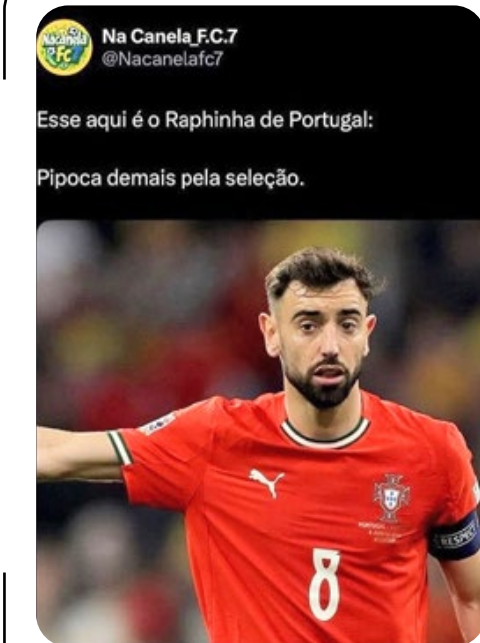 Na Canela_F.C.7
@Nacanelafc7
Esse aqui é o Raphinha de Portugal:
Pipoca demais pela seleção.
RESPECT
8